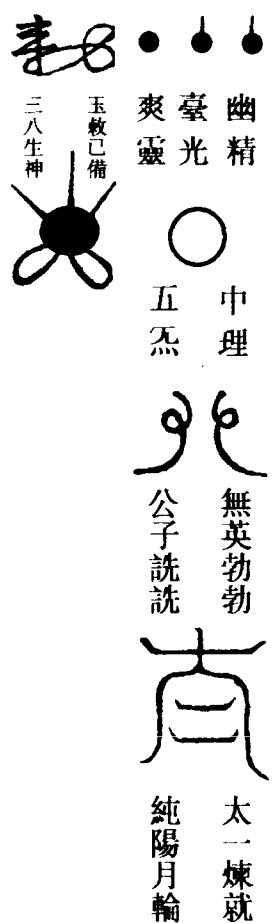 幽精
臺光
爽靈
中理
五炁
無英勃勃
公子詵詵
太一煉就
純陽月輪
玉敕已備
三八生神